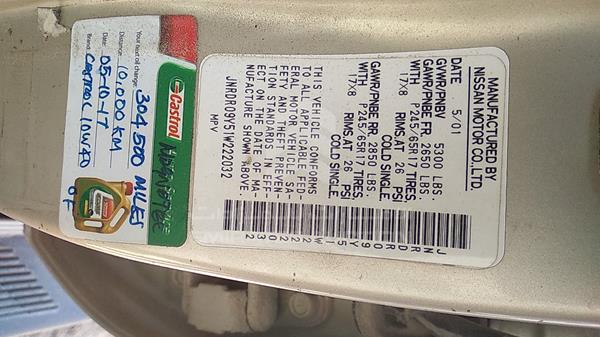 MANUFACTURED BY
NISSAN MOTOR CO., LTD.
DATE 5/01
GVWR/PNBV 5300 LBS.
GAWR/PNBE FR. 2650 LBS.
P245/65R17 TIRES,
17X8 RIMS AT 26 PSI
COLD SINGLE.
GAWR/PNBE RR. 2850 LBS.
P245/65R17 TIRES,
17X8 RIMS AT 26 PSI
COLD SINGLE.
THIS VEHICLE CONFORMS
TO ALL APPLICABLE FED-
ERAL MOTOR VEHICLE SA-
FETY AND THEFT PREVEN-
TION STANDARDS IN EFF-
ECT ON THE DATE OF MA-
NUFACTURE SHOWN ABOVE.
JNRDR09Y51W222032
MPV
JNRDR09Y51W222032
Castrol
304,500 MILES
Your next oil change:
Distance: 10,000 KM
Date: 05-10-17
Brand: CASTROL 10W40